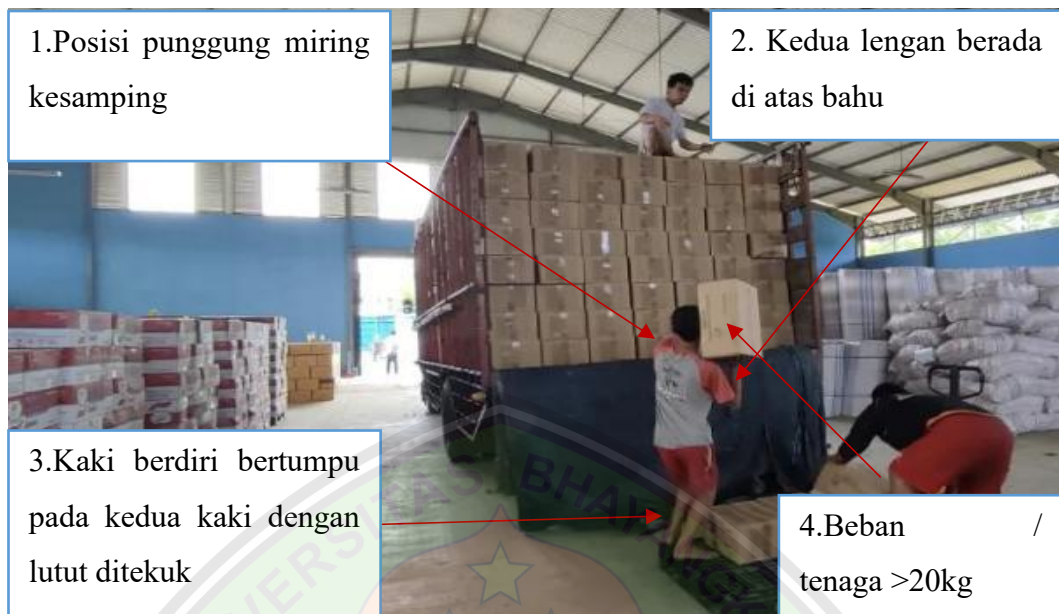 1.Posisi punggung miring
kesamping
2. Kedua lengan berada
di atas bahu
3.Kaki berdiri bertumpu
pada kedua kaki dengan
lutut ditekuk
4.Beban /
tenaga >20kg